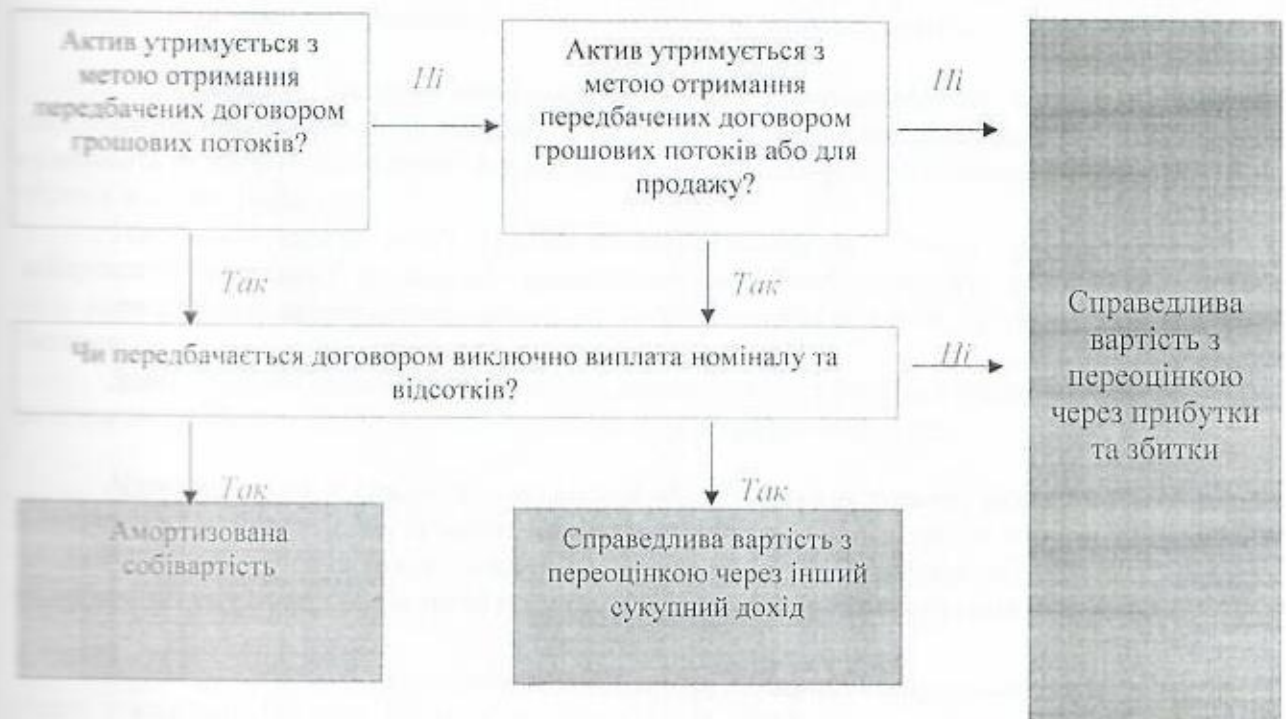 Актив утримується з
метою отримання
передбачених договором
грошових потоків?
Ні
Актив утримується з
метою отримання
передбачених договором
грошових потоків або для
продажу?
Ні
Так
Так
Чи передбачається договором виключно виплата номіналу та
відсотків?
Ні
Справедлива
вартість з
переоцінкою
через прибутки
та збитки
Так
Так
Амортизована
собівартість
Справедлива вартість з
переоцінкою через інший
сукупний дохід